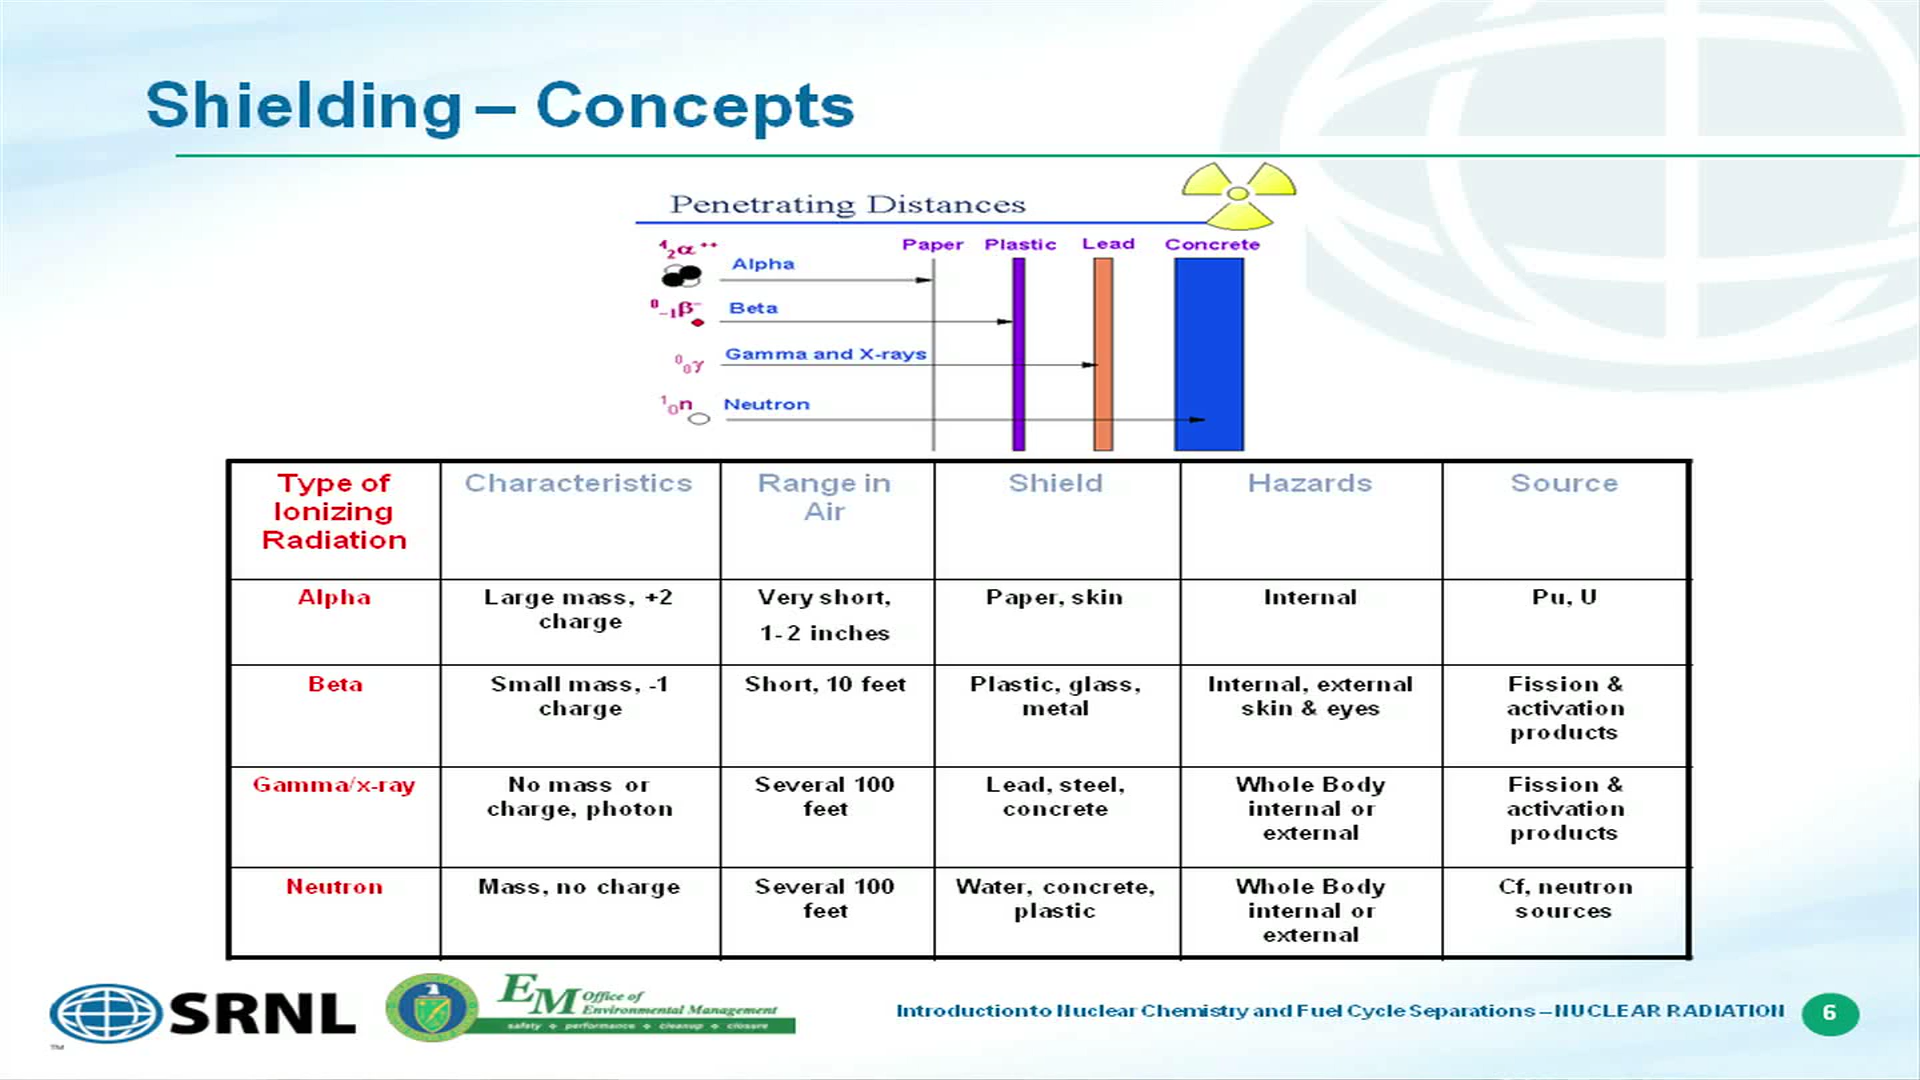 Shielding – Concepts
Penetrating Distances
Paper Plastic Lead Concrete
⁴₂α⁺⁺
Alpha
⁰₋₁β⁻
Beta
⁰₀γ
Gamma and X-rays
¹₀n
Neutron
Type of
Ionizing
Radiation
Characteristics
Range in
Air
Shield
Hazards
Source
Alpha
Large mass, +2
charge
Very short,
1-2 inches
Paper, skin
Internal
Pu, U
Beta
Small mass, -1
charge
Short, 10 feet
Plastic, glass,
metal
Internal, external
skin & eyes
Fission &
activation
products
Gamma/x-ray
No mass or
charge, photon
Several 100
feet
Lead, steel,
concrete
Whole Body
internal or
external
Fission &
activation
products
Neutron
Mass, no charge
Several 100
feet
Water, concrete,
plastic
Whole Body
internal or
external
Cf, neutron
sources
SRNL
TM
EM Office of
Environmental Management
safety ❖ performance ❖ cleanup ❖ closure
Introduction to Nuclear Chemistry and Fuel Cycle Separations – NUCLEAR RADIATION
6